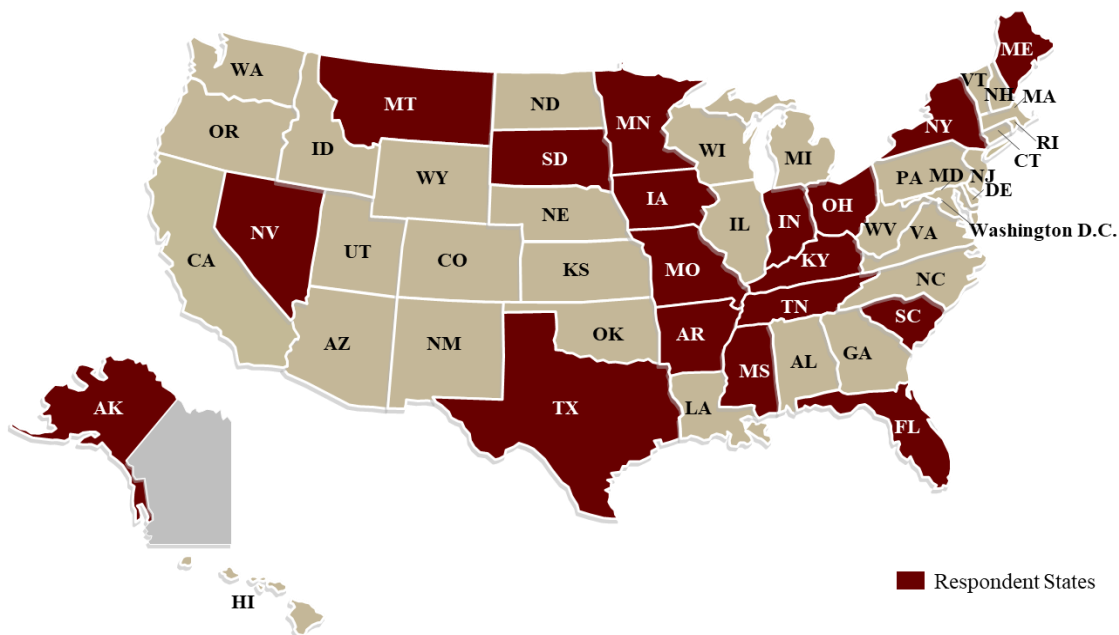 ME
WA
VT
MT
ND
NH
MA
MN
OR
NY
ID
SD
WI
RI
MI
CT
WY
PA
MD
NJ
DE
IA
OH
NE
IL
IN
WV
VA
Washington D.C.
NV
UT
CO
CA
KS
MO
KY
NC
TN
SC
OK
AZ
NM
AR
GA
AL
MS
AK
TX
LA
FL
Respondent States
HI